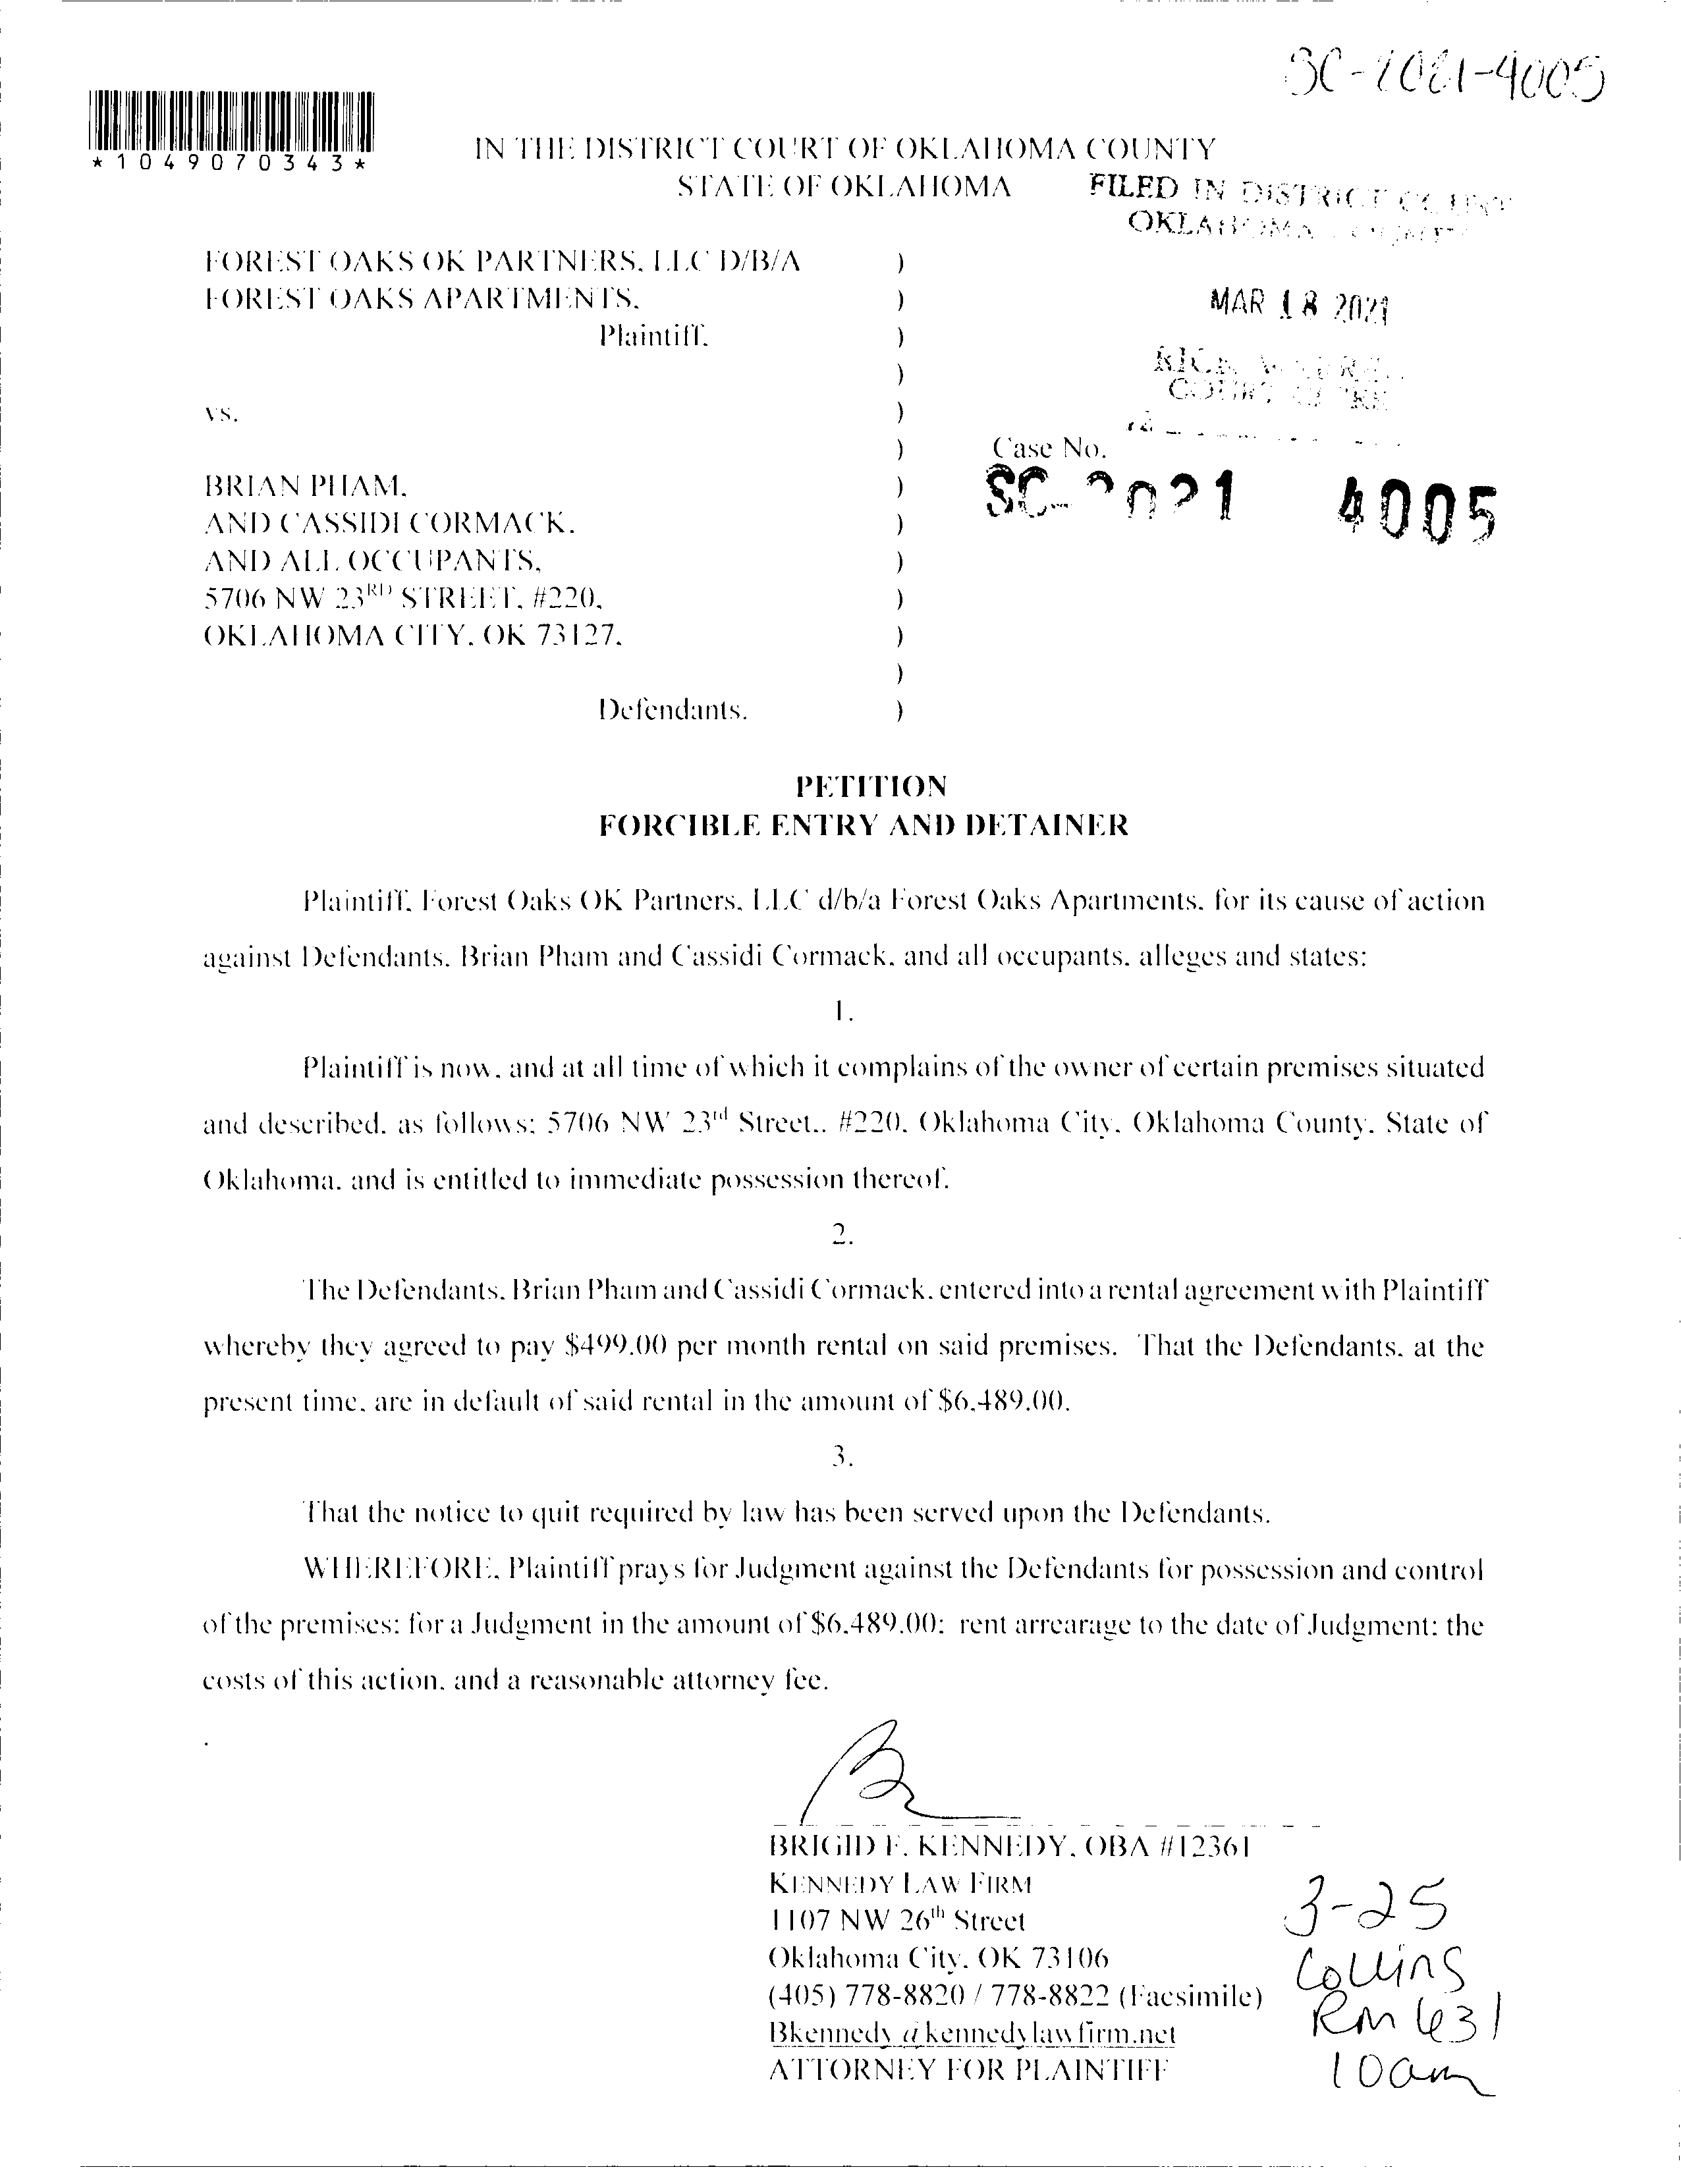 SC-2021-4005
*1049070343*
IN THE DISTRICT COURT OF OKLAHOMA COUNTY
STATE OF OKLAHOMA
FILED IN DISTRICT COURT
OKLAHOMA COUNTY
FOREST OAKS OK PARTNERS, LLC D/B/A )
FOREST OAKS APARTMENTS, )
MAR 18 2021
Plaintiff, )
)
COURT CLERK
vs. )
)
Case No.
BRIAN PHAM, )
SC-2021 4005
AND CASSIDI CORMACK, )
AND ALL OCCUPANTS, )
5706 NW 23RD STREET, #220, )
OKLAHOMA CITY, OK 73127, )
)
Defendants. )
PETITION
FORCIBLE ENTRY AND DETAINER
Plaintiff, Forest Oaks OK Partners, LLC d/b/a Forest Oaks Apartments, for its cause of action
against Defendants, Brian Pham and Cassidi Cormack, and all occupants, alleges and states:
1.
Plaintiff is now, and at all time of which it complains of the owner of certain premises situated
and described, as follows: 5706 NW 23rd Street,. #220, Oklahoma City, Oklahoma County, State of
Oklahoma, and is entitled to immediate possession thereof.
2.
The Defendants, Brian Pham and Cassidi Cormack, entered into a rental agreement with Plaintiff
whereby they agreed to pay $499.00 per month rental on said premises. That the Defendants, at the
present time, are in default of said rental in the amount of $6,489.00.
3.
That the notice to quit required by law has been served upon the Defendants.
WHEREFORE, Plaintiff prays for Judgment against the Defendants for possession and control
of the premises; for a Judgment in the amount of $6,489.00; rent arrearage to the date of Judgment; the
costs of this action, and a reasonable attorney fee.
BRIGID F. KENNEDY, OBA #12361
KENNEDY LAW FIRM
1107 NW 26th Street
Oklahoma City, OK 73106
(405) 778-8820 / 778-8822 (Facsimile)
Bkennedy@kennedylawfirm.net
ATTORNEY FOR PLAINTIFF
3-25
Collins
Rm 631
10am